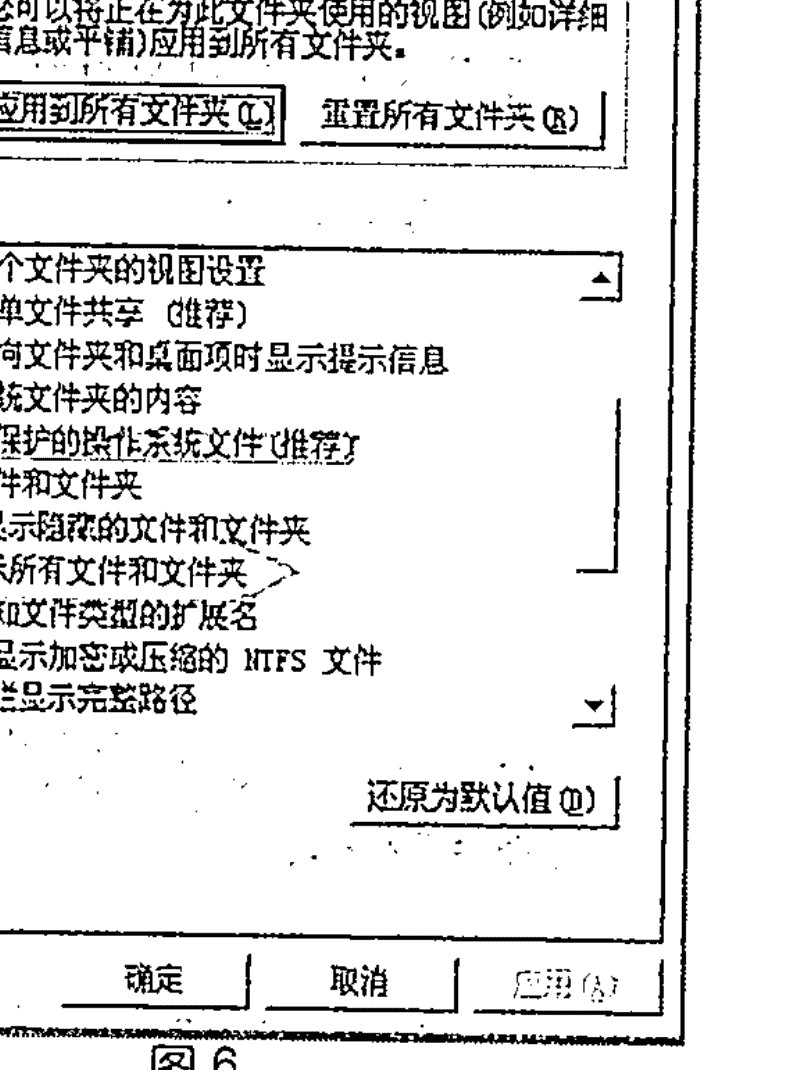 您可以将正在为此文件夹使用的视图(例如详细
信息或平铺)应用到所有文件夹。
应用到所有文件夹(L) 重置所有文件夹(R)
个文件夹的视图设置
单文件共享 (推荐)
向文件夹和桌面项时显示提示信息
统文件夹的内容
保护的操作系统文件(推荐)
件和文件夹
显示隐藏的文件和文件夹
示所有文件和文件夹
和文件类型的扩展名
显示加密或压缩的 NTFS 文件
栏显示完整路径
还原为默认值(D)
确定 取消 应用(A)
图 6